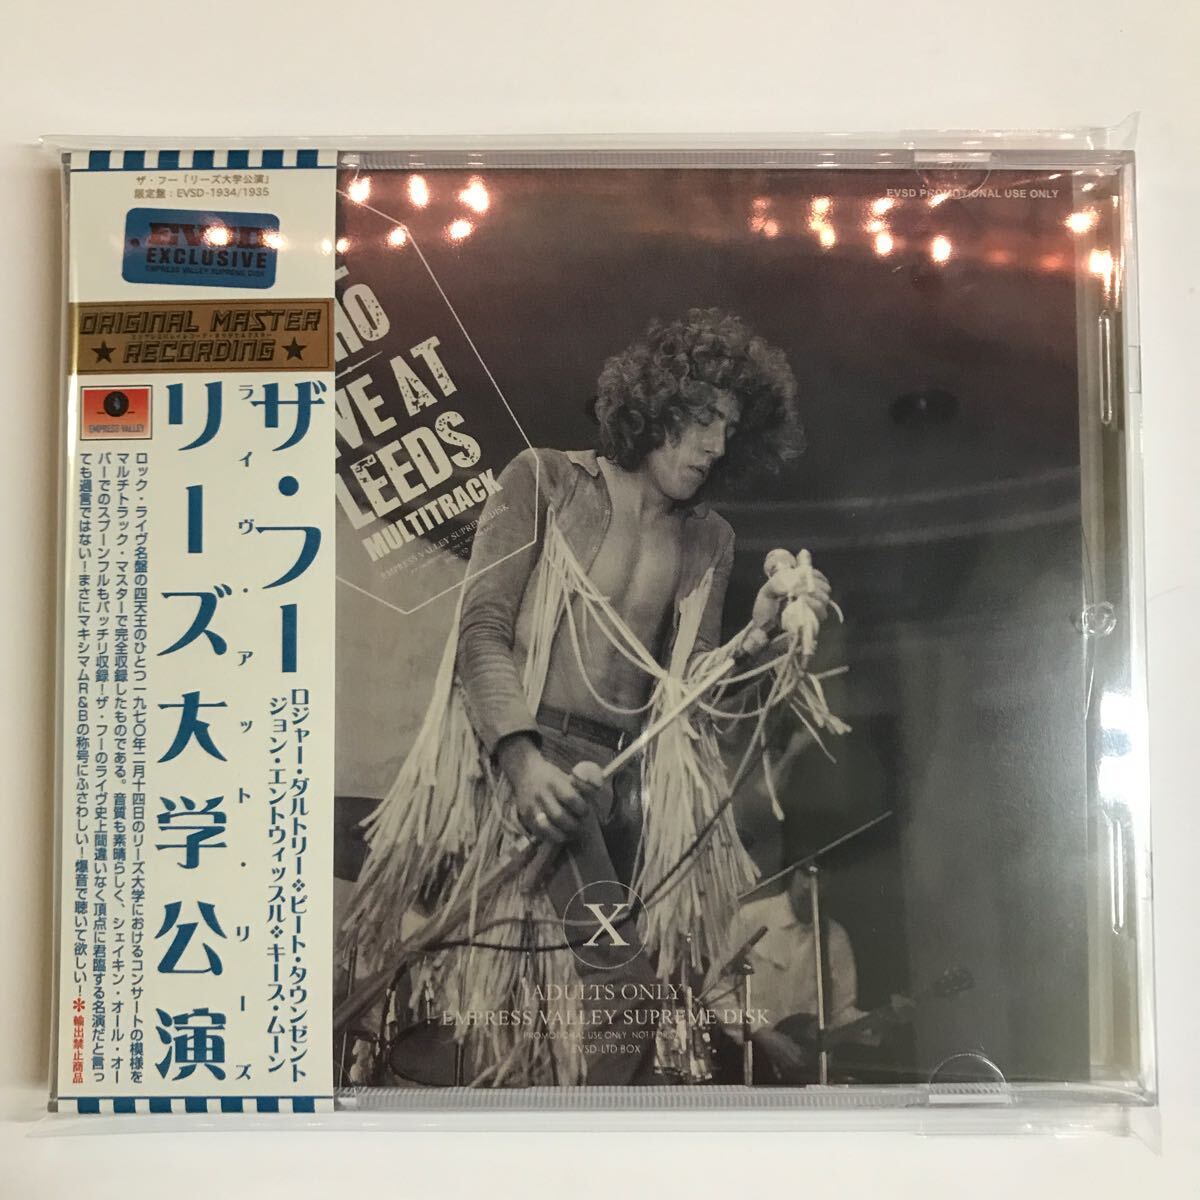 ザ・フー「リーズ大学公演」
限定盤:EVSD-1934/1935
EVSD
EXCLUSIVE
EMPRESS VALLEY SUPREME DISK
ORIGINAL MASTER
★ RECORDING ★
EMPRESS VALLEY
ザ・フー
ライヴ・アット・リーズ
リーズ大学公演
ロジャー・ダルトリー❖ピート・タウンゼント
ジョン・エントウィッスル❖キース・ムーン
ロック・ライヴ名盤の四天王のひとつ一九七〇年二月十四日のリーズ大学におけるコンサートの模様を
マルチトラック・マスターで完全収録したものである。音質も素晴らしく、シェイキン・オール・オー
バーでのスプーンフルもバッチリ収録!ザ・フーのライヴ史上間違いなく頂点に君臨する名演だと言っ
ても過言ではない!まさにマキシマムR&Bの称号にふさわしい!爆音で聴いて欲しい!✽輸出禁止商品
EVSD PROMOTIONAL USE ONLY
HO
VE AT
LEEDS
MULTITRACK
EMPRESS VALLEY SUPREME DISK
X
ADULTS ONLY
EMPRESS VALLEY SUPREME DISK
PROMOTIONAL USE ONLY NOT FOR
EVSD-LTD BOX